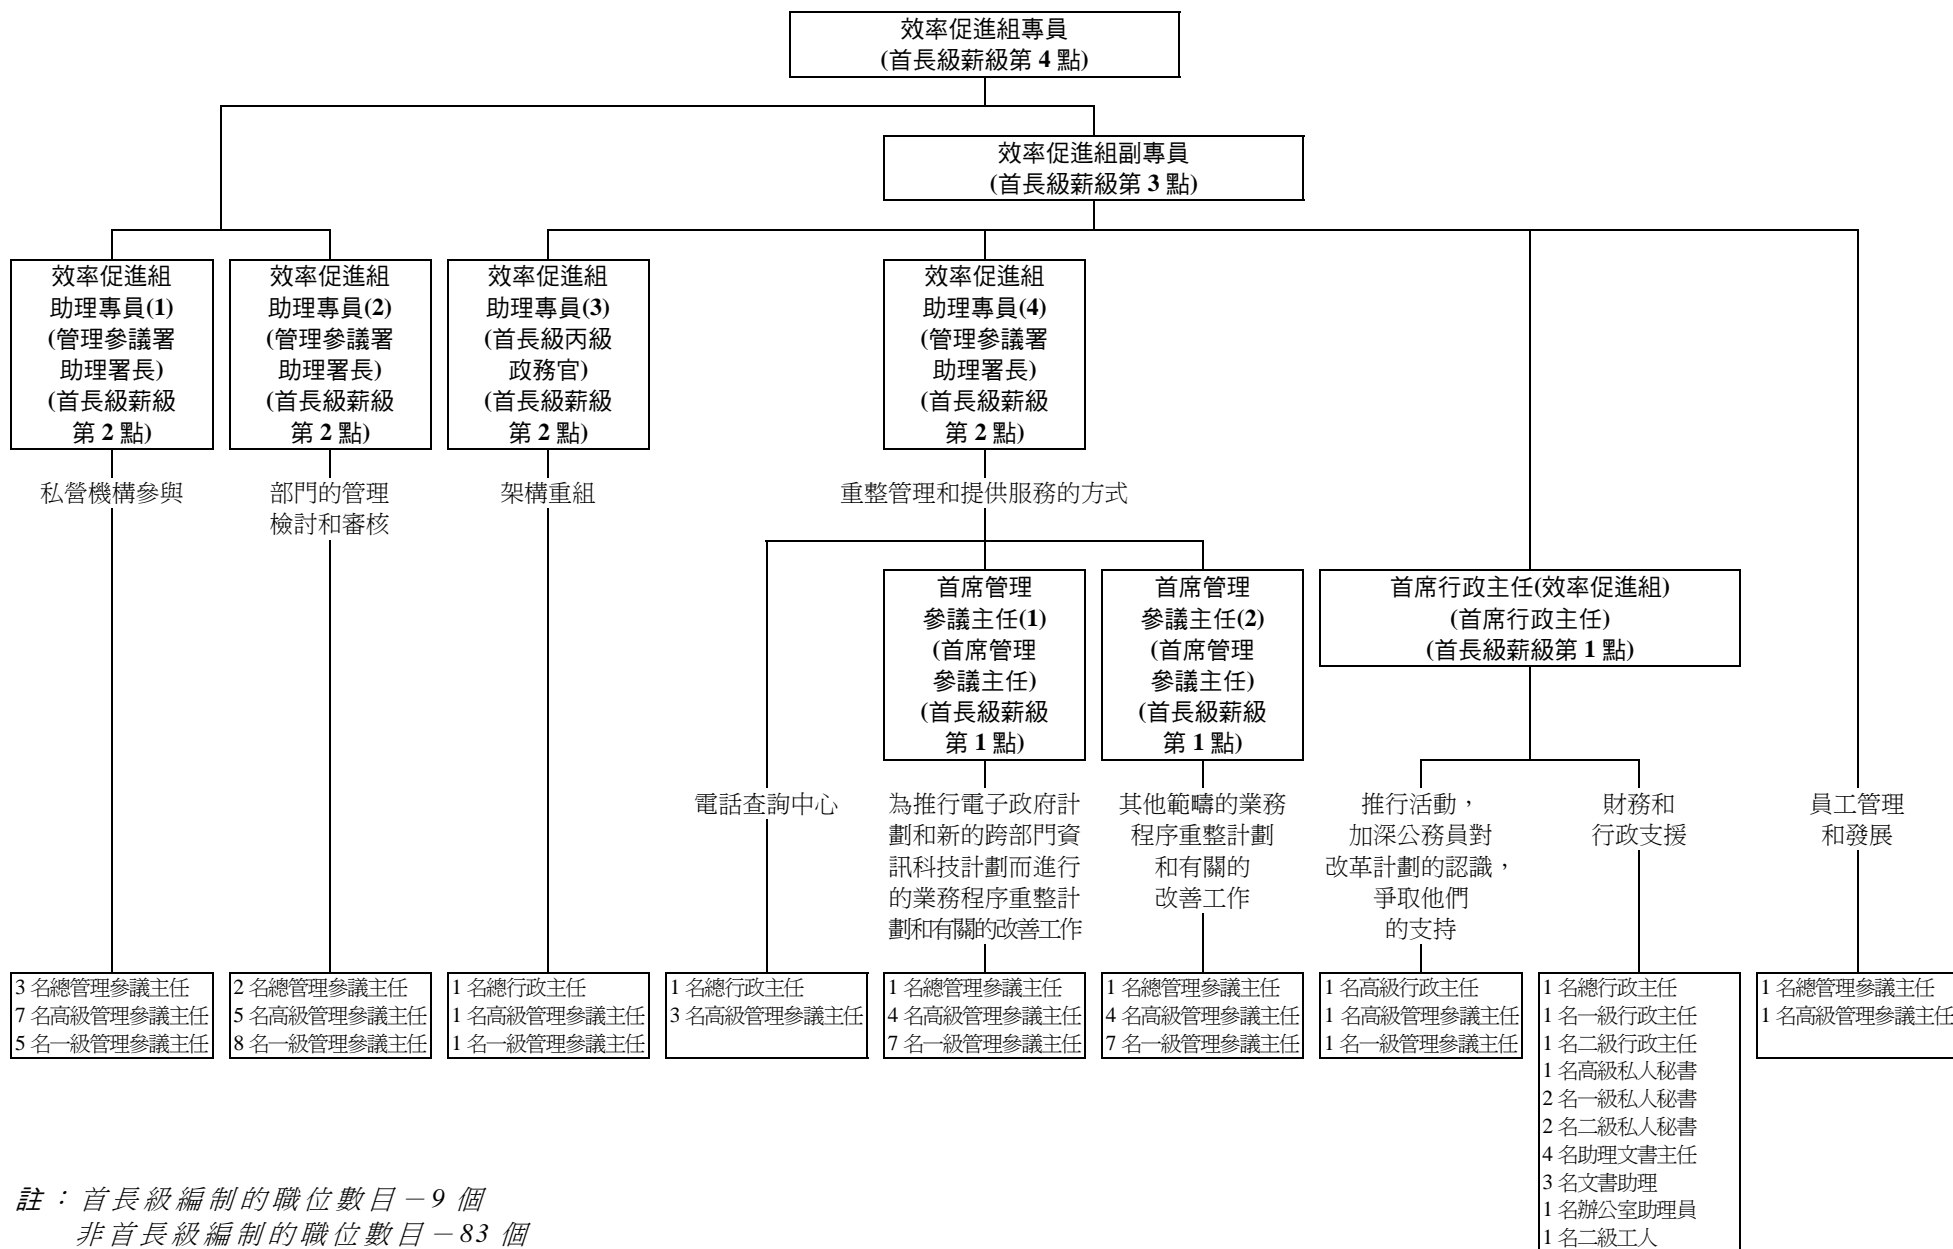 效率促進組專員
(首長級薪級第 4 點)
效率促進組副專員
(首長級薪級第 3 點)
效率促進組
助理專員(1)
(管理參議署
助理署長)
(首長級薪級
第 2 點)
效率促進組
助理專員(2)
(管理參議署
助理署長)
(首長級薪級
第 2 點)
效率促進組
助理專員(3)
(首長級丙級
政務官)
(首長級薪級
第 2 點)
效率促進組
助理專員(4)
(管理參議署
助理署長)
(首長級薪級
第 2 點)
私營機構參與
部門的管理
檢討和審核
架構重組
重整管理和提供服務的方式
首席管理
參議主任(1)
(首席管理
參議主任)
(首長級薪級
第 1 點)
首席管理
參議主任(2)
(首席管理
參議主任)
(首長級薪級
第 1 點)
首席行政主任(效率促進組)
(首席行政主任)
(首長級薪級第 1 點)
電話查詢中心
為推行電子政府計
劃和新的跨部門資
訊科技計劃而進行
的業務程序重整計
劃和有關的改善工作
其他範疇的業務
程序重整計劃
和有關的
改善工作
推行活動，
加深公務員對
改革計劃的認識，
爭取他們
的支持
財務和
行政支援
員工管理
和發展
3 名總管理參議主任
7 名高級管理參議主任
5 名一級管理參議主任
2 名總管理參議主任
5 名高級管理參議主任
8 名一級管理參議主任
1 名總行政主任
1 名高級管理參議主任
1 名一級管理參議主任
1 名總行政主任
3 名高級管理參議主任
1 名總管理參議主任
4 名高級管理參議主任
7 名一級管理參議主任
1 名總管理參議主任
4 名高級管理參議主任
7 名一級管理參議主任
1 名高級行政主任
1 名高級管理參議主任
1 名一級管理參議主任
1 名總行政主任
1 名一級行政主任
1 名二級行政主任
1 名高級私人秘書
2 名一級私人秘書
2 名二級私人秘書
4 名助理文書主任
3 名文書助理
1 名辦公室助理員
1 名二級工人
1 名總管理參議主任
1 名高級管理參議主任
註：首長級編制的職位數目－9 個
非首長級編制的職位數目－83 個